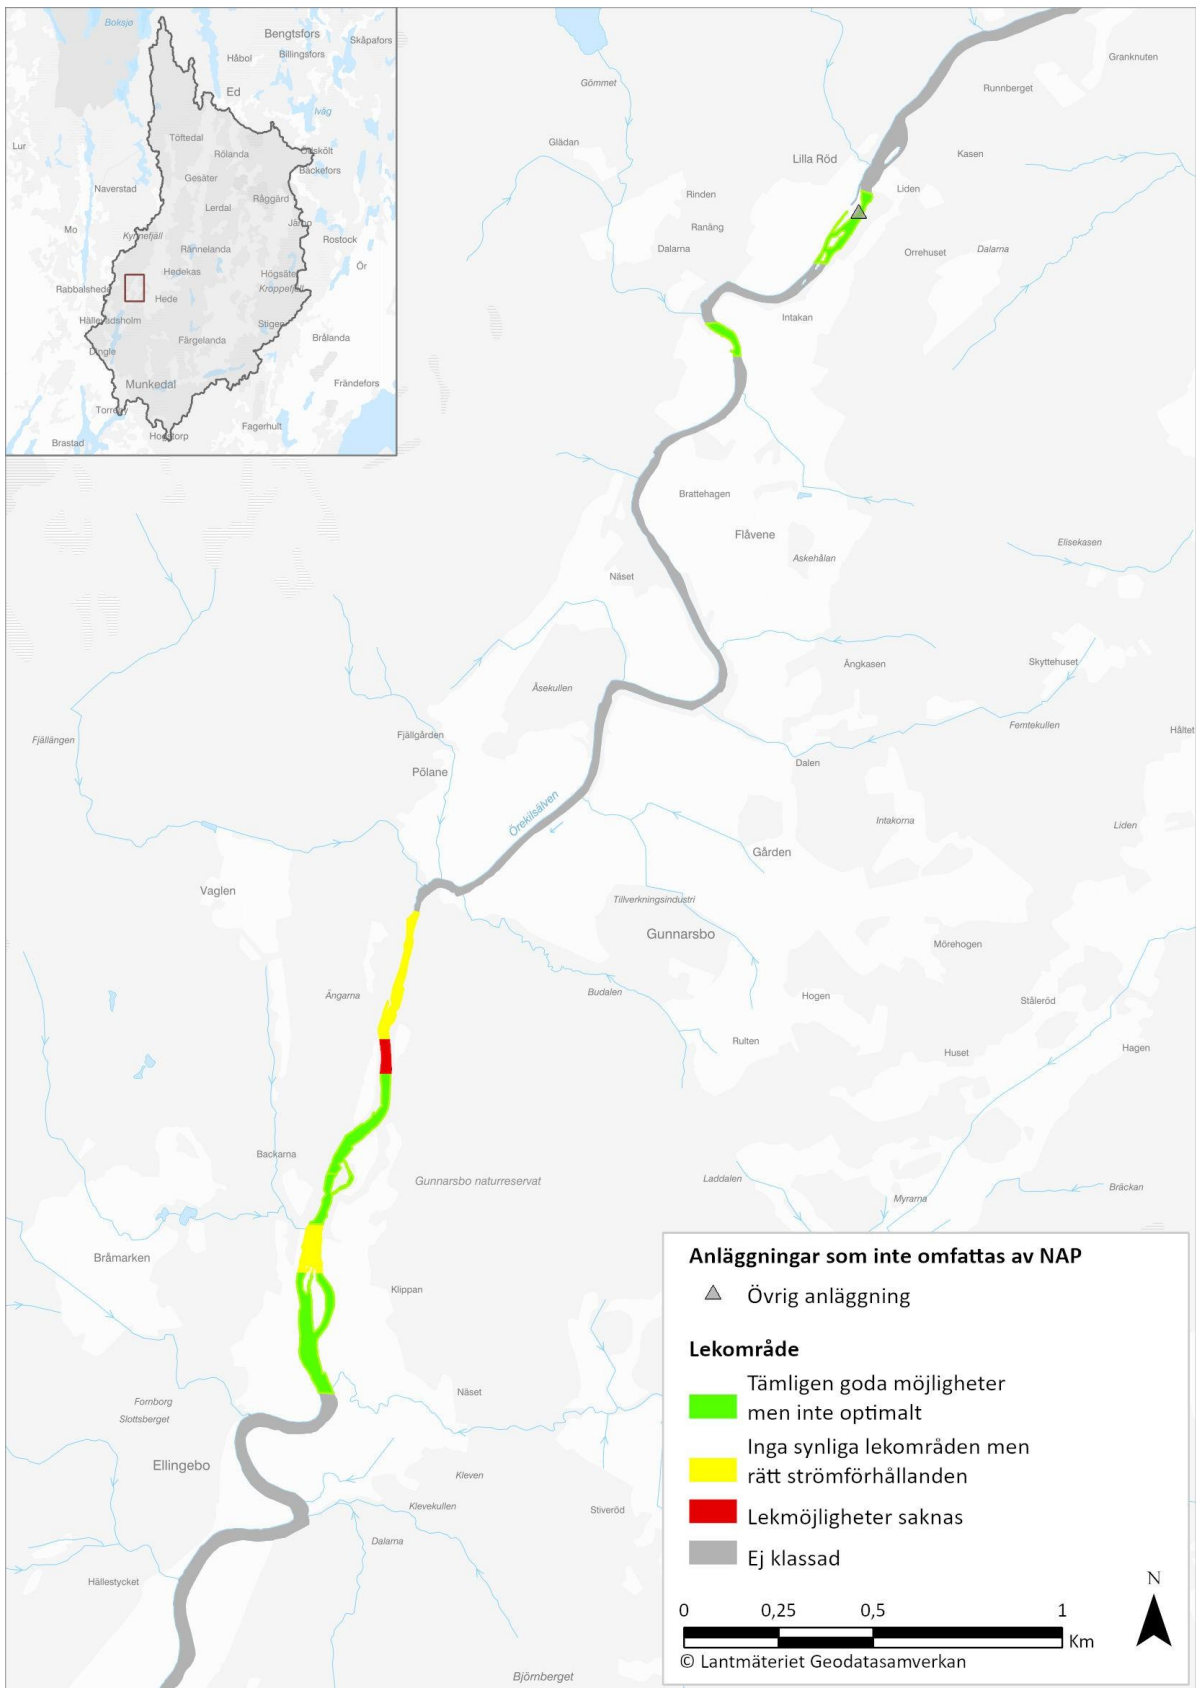 Boksjø
Bengtsfors
Skåpafors
Håbol
Billingsfors
Ed
Iväg
Lur
Töftedal
Rölanda
Ödskölt
Bäckefors
Gesäter
Naverstad
Råggärd
Lerdal
Mo
Kynnefjäll
Järbo
Rännelanda
Rostock
Ör
Hedekas
Högsäter
Rabbalshede
Kroppefjäll
Hede
Hällevadsholm
Stigen
Dingle
Färgelanda
Brålanda
Munkedal
Frändefors
Torreby
Fagerhult
Brastad
Hogstorp
Granknuten
Gömmet
Runnberget
Glädan
Lilla Röd
Kasen
Rinden
Liden
Ranäng
Dalarna
Orrehuset
Dalarna
Intakan
Brattehagen
Flåvene
Askehålan
Elisekasen
Näset
Ängkasen
Skyttehuset
Åsekullen
Femtekullen
Håltet
Fjällängen
Fjällgården
Pölane
Dalen
Örekilsälven
Intakorna
Liden
Gården
Vaglen
Tillverkningsindustri
Gunnarsbo
Mörehogen
Ängarna
Budalen
Hogen
Ståleröd
Rulten
Huset
Hagen
Backarna
Gunnarsbo naturreservat
Laddalen
Myrarna
Bräckan
Bråmarken
Klippan
Näset
Fornborg
Slottsberget
Ellingebo
Kleven
Klevekullen
Stiveröd
Dalarna
Hällestycket
Björnberget
Anläggningar som inte omfattas av NAP
Övrig anläggning
Lekområde
Tämligen goda möjligheter
men inte optimalt
Inga synliga lekområden men
rätt strömförhållanden
Lekmöjligheter saknas
Ej klassad
N
0 0,25 0,5 1
Km
© Lantmäteriet Geodatasamverkan